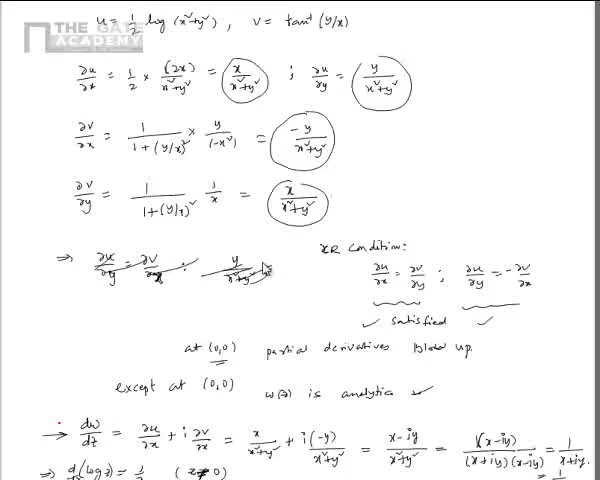 THE GATE ACADEMY
u = 1/2 log (x²+y²) , v = tan⁻¹ (y/x)
∂u/∂x = 1/2 × (2x)/(x²+y²) = x/(x²+y²) ; ∂u/∂y = y/(x²+y²)
∂v/∂x = 1/(1+(y/x)²) × y/(-x²) = -y/(x²+y²)
∂v/∂y = 1/(1+(y/x)²) 1/x = x/(x²+y²)
CR condition:
∂u/∂x = ∂v/∂y ; ∂u/∂y = -∂v/∂x
✓ satisfied ✓
at (0,0) partial derivatives blow up.
except at (0,0) w(z) is analytic ✓
→ dw/dz = ∂u/∂x + i ∂v/∂x = x/(x²+y²) + i(-y)/(x²+y²) = (x-iy)/(x²+y²) = 1(x-iy)/((x+iy)(x-iy)) = 1/(x+iy)
⇒ d/dz (log z) = 1/z (z≠0) = 1/